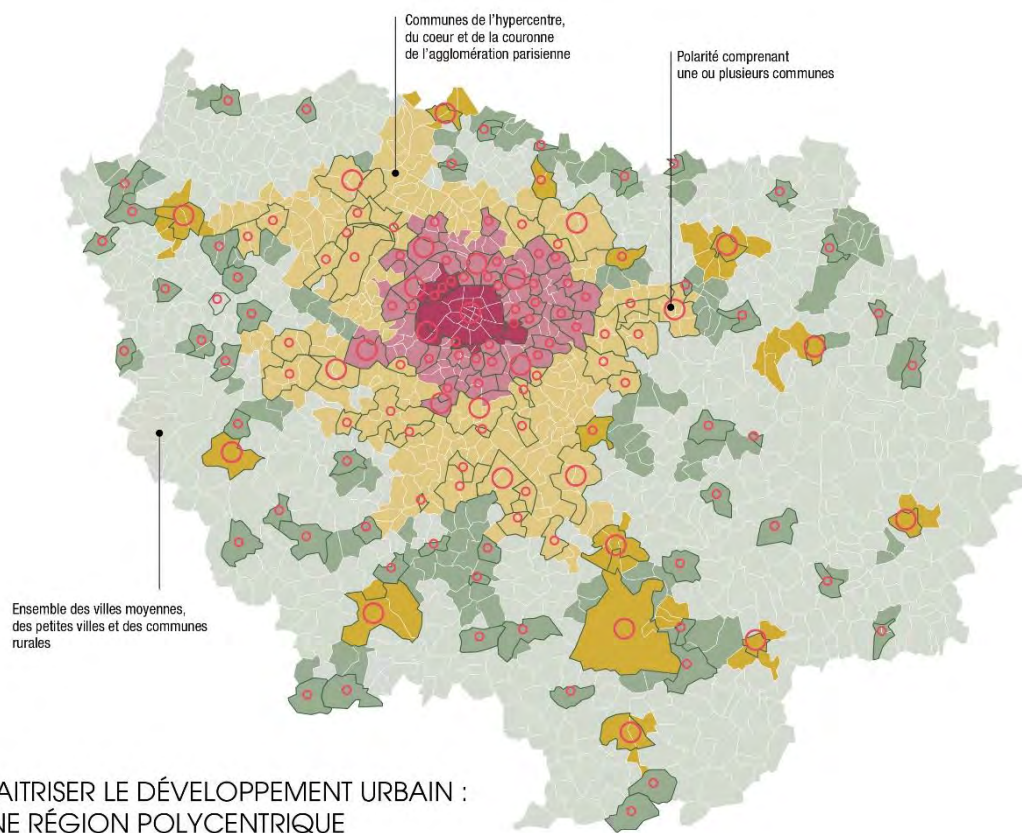 Communes de l'hypercentre,
du coeur et de la couronne
de l'agglomération parisienne
Polarité comprenant
une ou plusieurs communes
Ensemble des villes moyennes,
des petites villes et des communes
rurales
AITRISER LE DÉVELOPPEMENT URBAIN :
NE RÉGION POLYCENTRIQUE